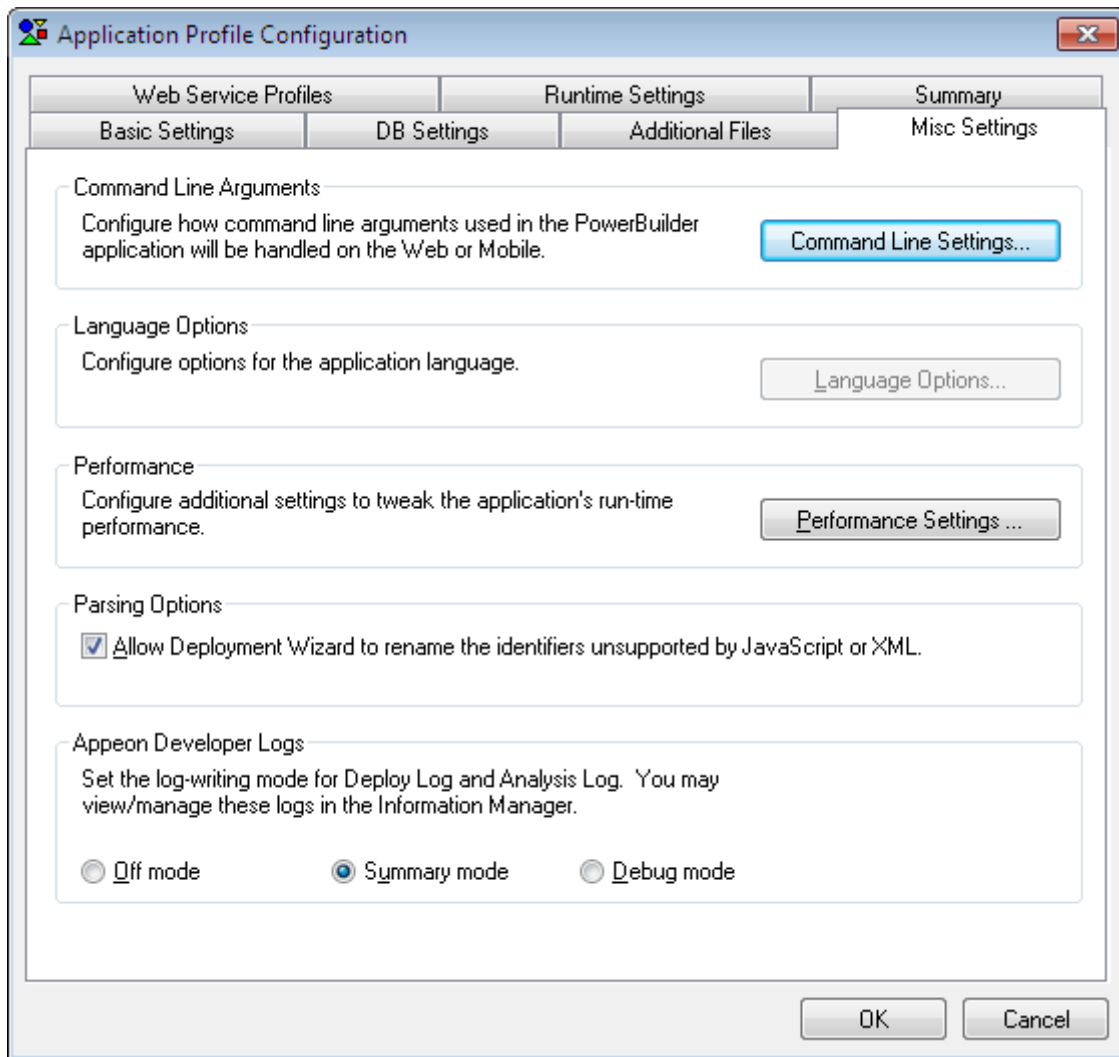 Application Profile Configuration
Web Service Profiles
Runtime Settings
Summary
Basic Settings
DB Settings
Additional Files
Misc Settings
Command Line Arguments
Configure how command line arguments used in the PowerBuilder
application will be handled on the Web or Mobile.
Command Line Settings...
Language Options
Configure options for the application language.
Language Options...
Performance
Configure additional settings to tweak the application's run-time
performance.
Performance Settings ...
Parsing Options
Allow Deployment Wizard to rename the identifiers unsupported by JavaScript or XML.
Appeon Developer Logs
Set the log-writing mode for Deploy Log and Analysis Log.  You may
view/manage these logs in the Information Manager.
Off mode
Summary mode
Debug mode
OK
Cancel